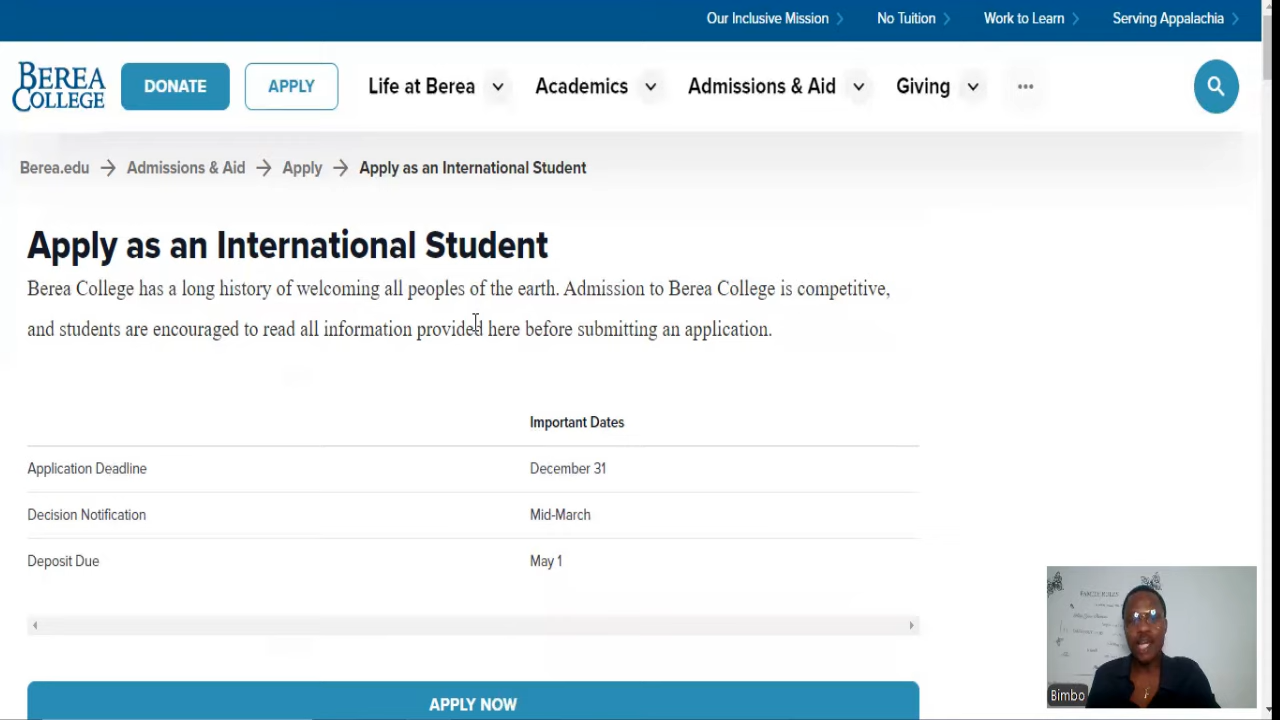 Our Inclusive Mission
No Tuition
Work to Learn
Serving Appalachia
BEREA
COLLEGE
DONATE
APPLY
Life at Berea
Academics
Admissions & Aid
Giving
Berea.edu → Admissions & Aid → Apply → Apply as an International Student
Apply as an International Student
Berea College has a long history of welcoming all peoples of the earth. Admission to Berea College is competitive,
and students are encouraged to read all information provided here before submitting an application.
Important Dates
Application Deadline December 31
Decision Notification Mid-March
Deposit Due May 1
APPLY NOW
Bimbo